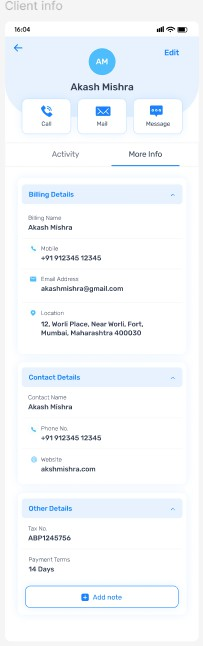 Client info
16:04
Edit
AM
Akash Mishra
Call
Mail
Message
Activity
More Info
Billing Details
Billing Name
Akash Mishra
Mobile
+91 912345 12345
Email Address
akashmishra@gmail.com
Location
12, Worli Place, Near Worli, Fort,
Mumbai, Maharashtra 400030
Contact Details
Contact Name
Akash Mishra
Phone No.
+91 912345 12345
Website
akshmishra.com
Other Details
Tax No.
ABP1245756
Payment Terms
14 Days
Add note